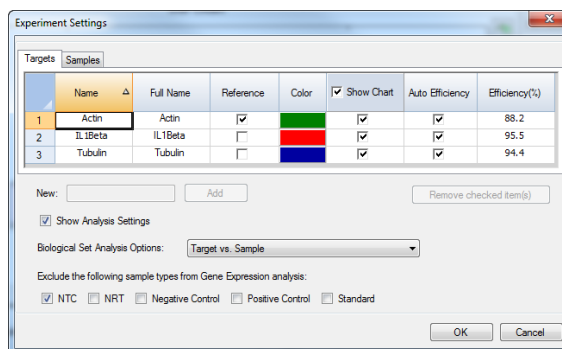 Experiment Settings
Targets Samples
Name Full Name Reference Color Show Chart Auto Efficiency Efficiency(%)
1 Actin Actin 88.2
2 IL1Beta IL1Beta 95.5
3 Tubulin Tubulin 94.4
New: Add Remove checked item(s)
Show Analysis Settings
Biological Set Analysis Options: Target vs. Sample
Exclude the following sample types from Gene Expression analysis:
NTC NRT Negative Control Positive Control Standard
OK Cancel